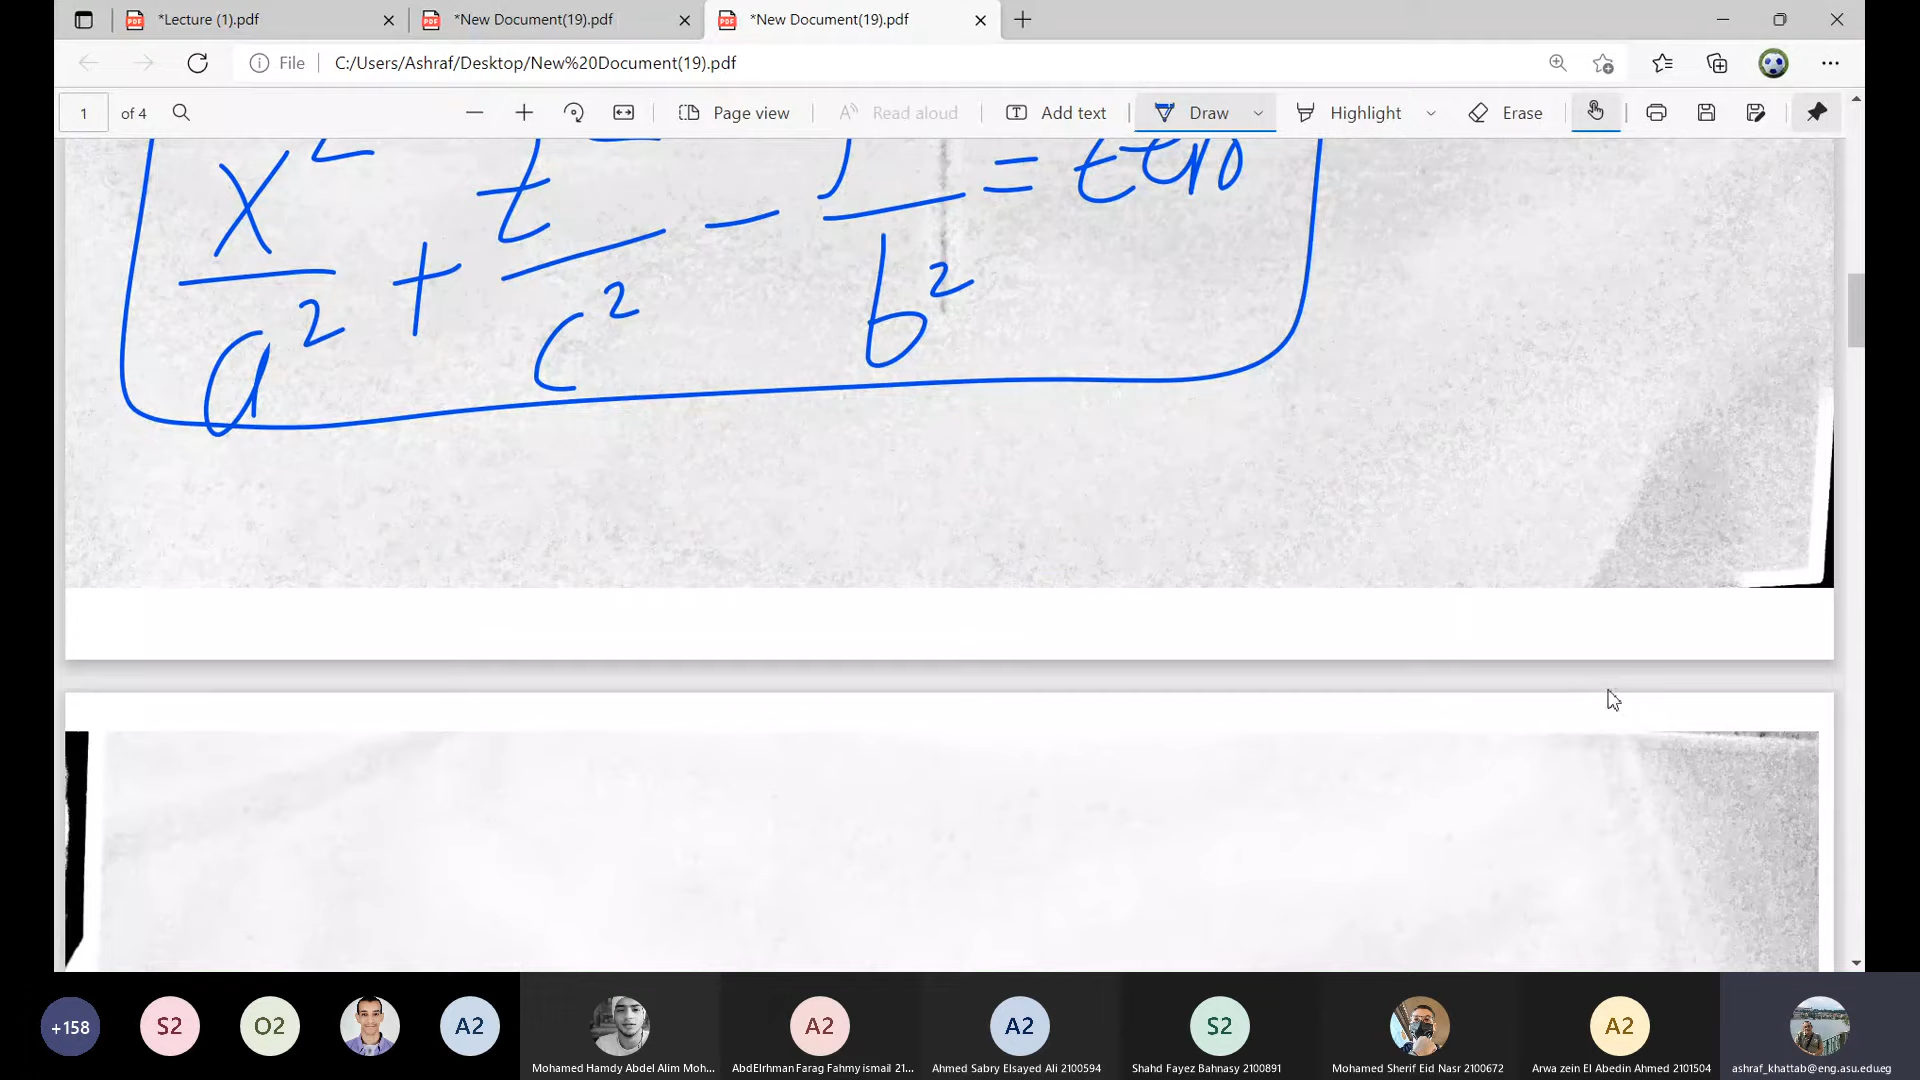 *Lecture (1).pdf
*New Document(19).pdf
*New Document(19).pdf
File C:/Users/Ashraf/Desktop/New%20Document(19).pdf
1 of 4 Page view Read aloud Add text Draw Highlight Erase
x² = zero
a² + c² - b²
+158 S2 O2 A2 A2 A2 S2 A2
Mohamed Hamdy Abdel Alim Moh...
AbdElrhman Farag Fahmy ismail 21...
Ahmed Sabry Elsayed Ali 2100594
Shahd Fayez Bahnasy 2100891
Mohamed Sherif Eid Nasr 2100672
Arwa zein El Abedin Ahmed 2101504
ashraf_khattab@eng.asu.edu.eg